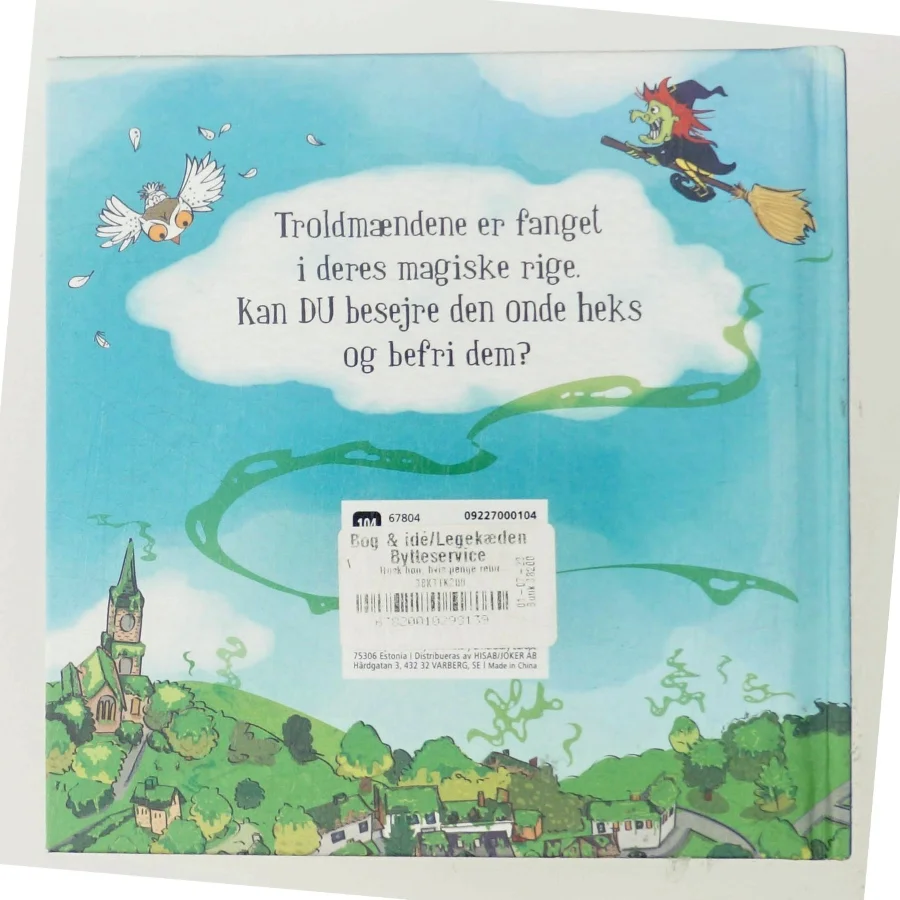 Troldmændene er fanget
i deres magiske rige.
Kan DU besejre den onde heks
og befri dem?
104 67804 09227000104
Bog & idé/Legekæden
Bytteservice
75306 Estonia | Distribueras av HISAB/JOKER AB
Hårdgatan 3, 432 32 VARBERG, SE | Made in China